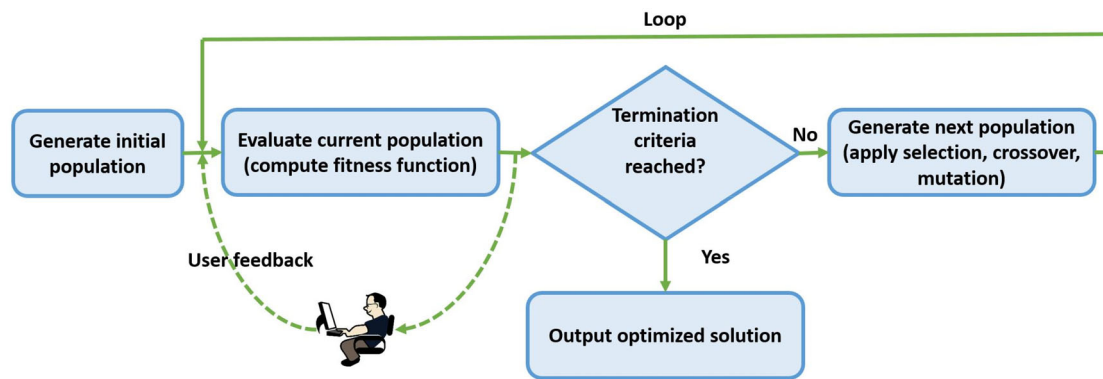 Loop
Generate initial
population
Evaluate current population
(compute fitness function)
Termination
criteria
reached?
No
Generate next population
(apply selection, crossover,
mutation)
User feedback
Yes
Output optimized solution